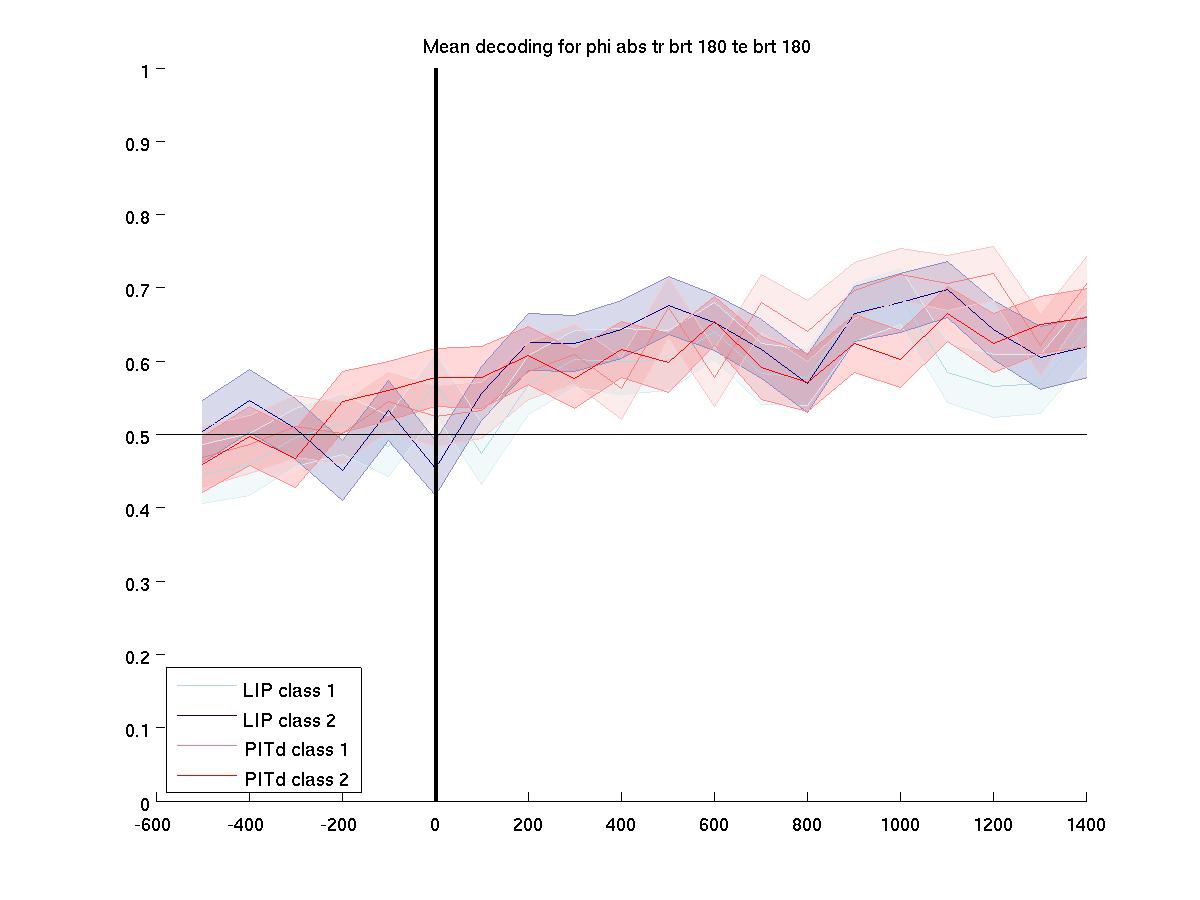 Mean decoding for phi abs tr brt 180 te brt 180
1
0.9
0.8
0.7
0.6
0.5
0.4
0.3
0.2
0.1
0
LIP class 1
LIP class 2
PITd class 1
PITd class 2
-600 -400 -200 0 200 400 600 800 1000 1200 1400